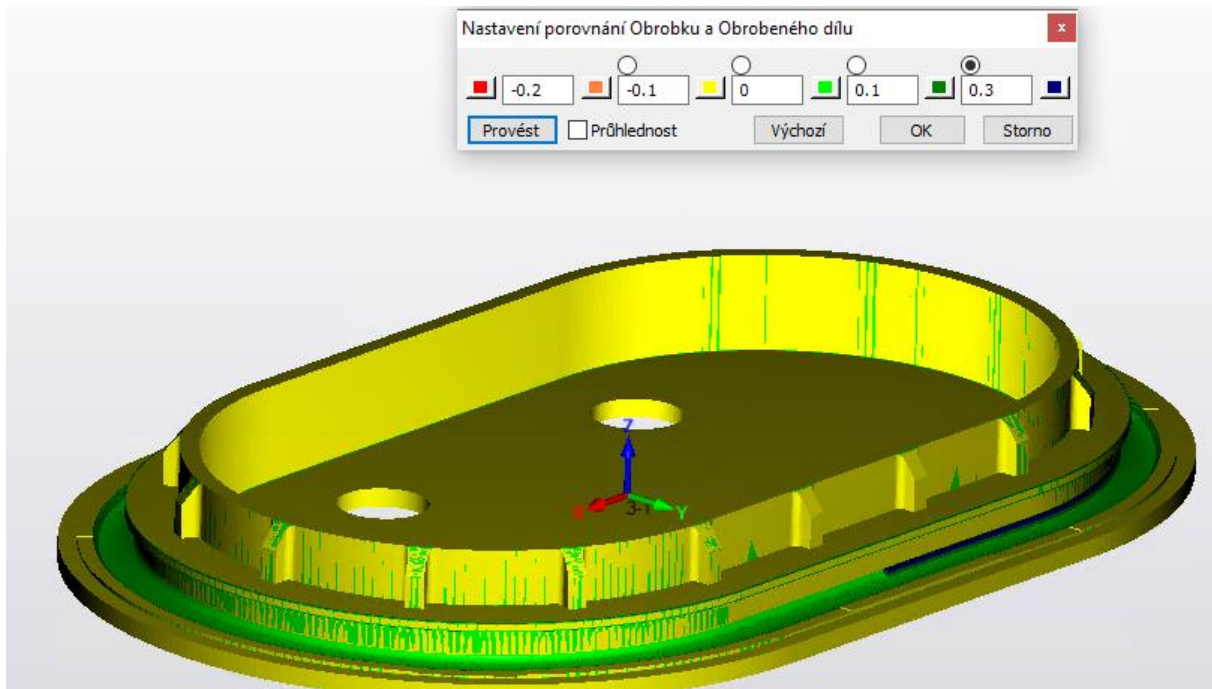 Nastavení porovnání Obrobku a Obrobeného dílu
x
-0.2 -0.1 0 0.1 0.3
Provést Průhlednost Výchozí OK Storno
Z
X 3-1 Y